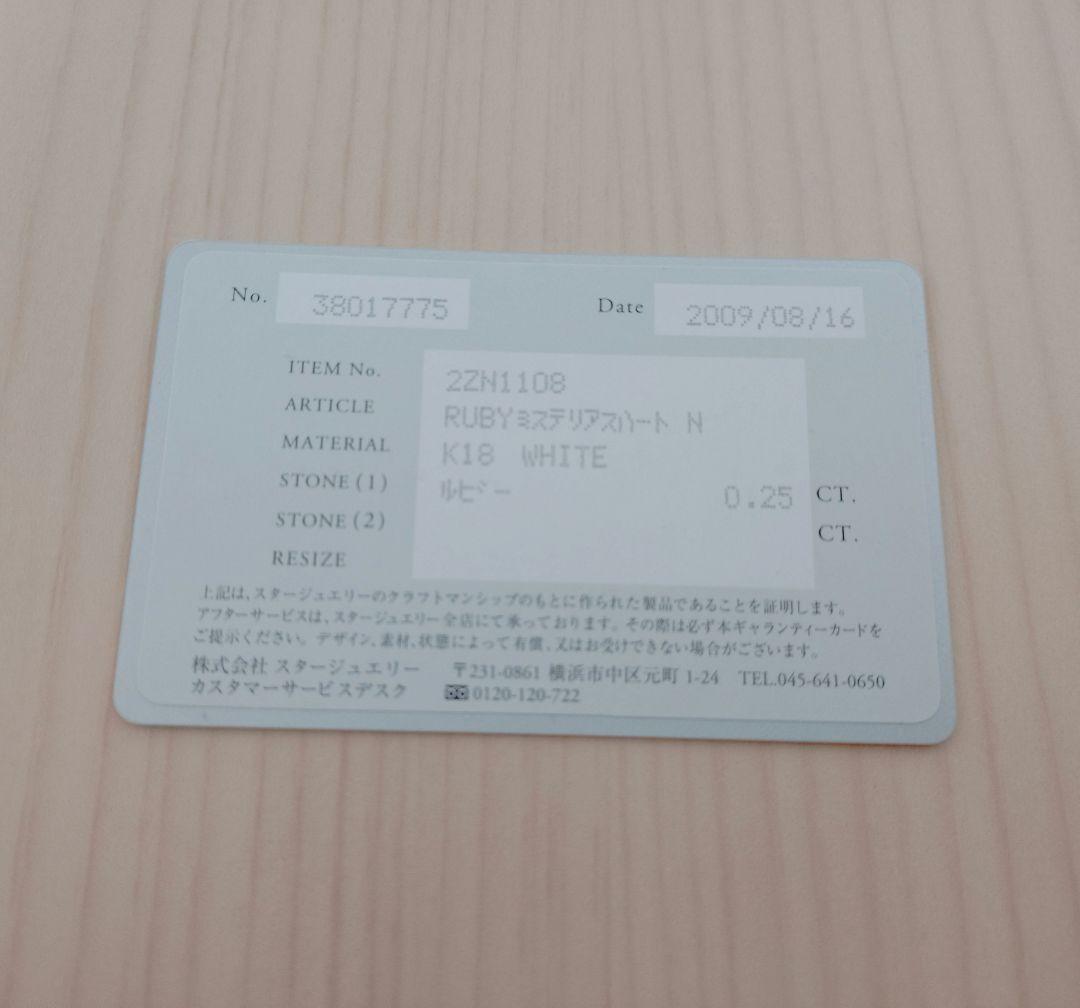 No. 38017775 Date 2009/08/16
ITEM No. 2ZN1108
ARTICLE RUBYミステリアスハート N
MATERIAL K18 WHITE
STONE (1) ルビー 0.25 CT.
STONE (2) CT.
RESIZE
上記は、スタージュエリーのクラフトマンシップのもとに作られた製品であることを証明します。
アフターサービスは、スタージュエリー全店にて承っております。その際は必ず本ギャランティーカードを
ご提示ください。デザイン、素材、状態によって有償、又はお受けできない場合がございます。
株式会社 スタージュエリー 〒231-0861 横浜市中区元町 1-24 TEL.045-641-0650
カスタマーサービスデスク 0120-120-722